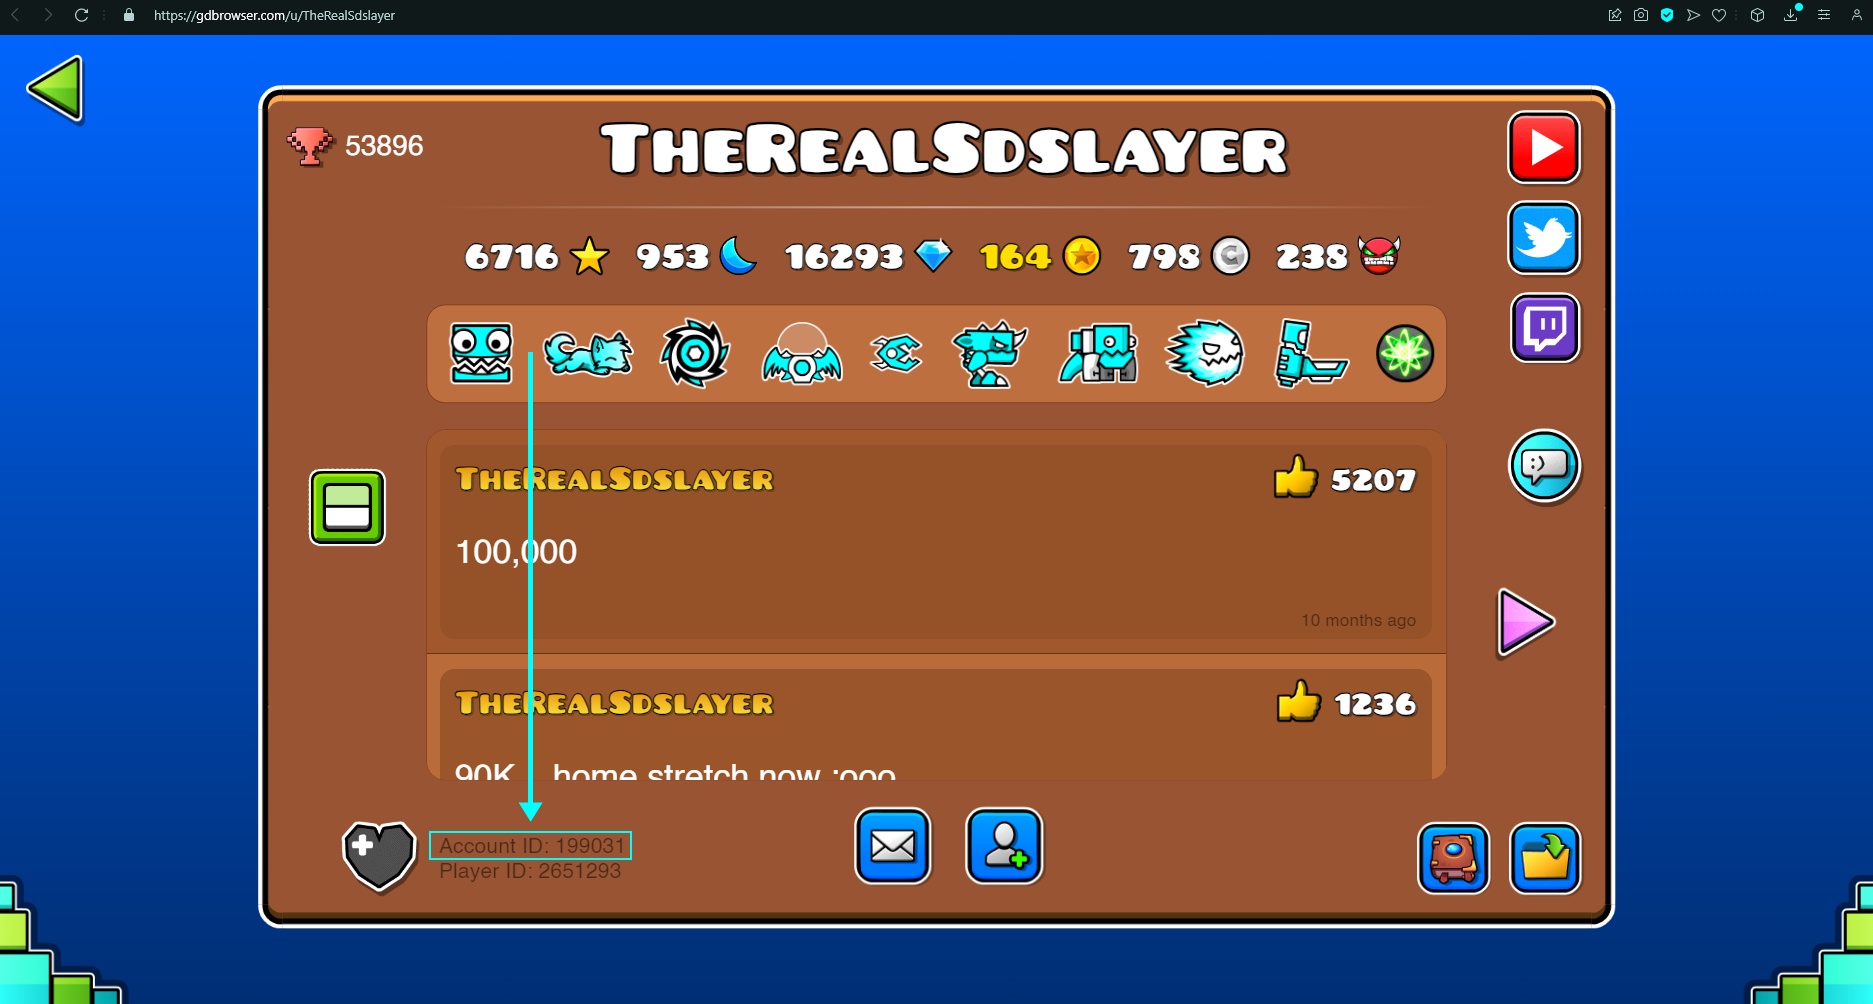 https://gdbrowser.com/u/TheRealSdslayer
53896
TheRealSdslayer
6716 953 16293 164 798 238
TheRealSdslayer 5207
100,000
10 months ago
TheRealSdslayer 1236
90K... home stretch now :ooo
Account ID: 199031
Player ID: 2651293